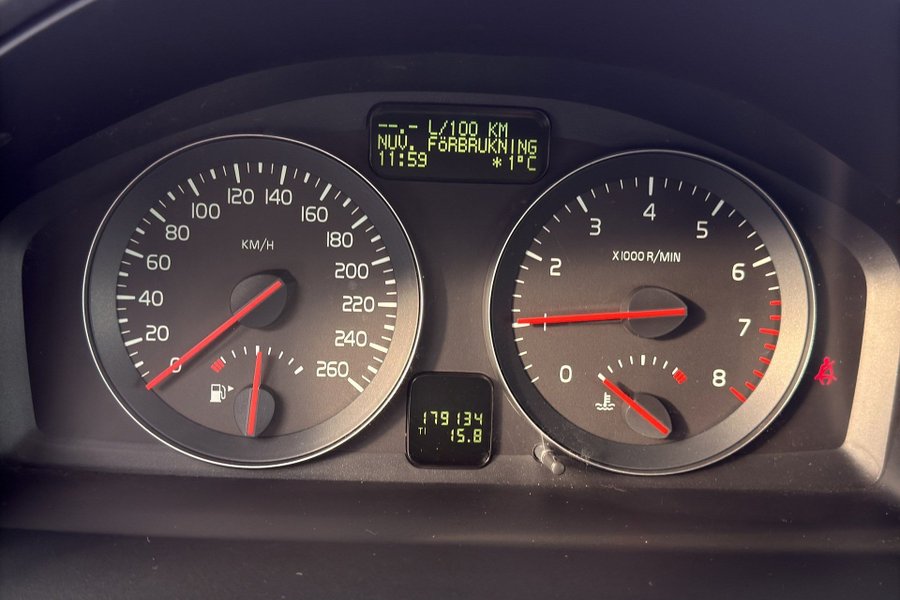 --.- L/100 KM
NUV. FÖRBRUKNING
11:59 *1°C
0 20 40 60 80 100 120 140 160 180 200 220 240 260
KM/H
0 1 2 3 4 5 6 7 8
X1000 R/MIN
179134
T1 15.8